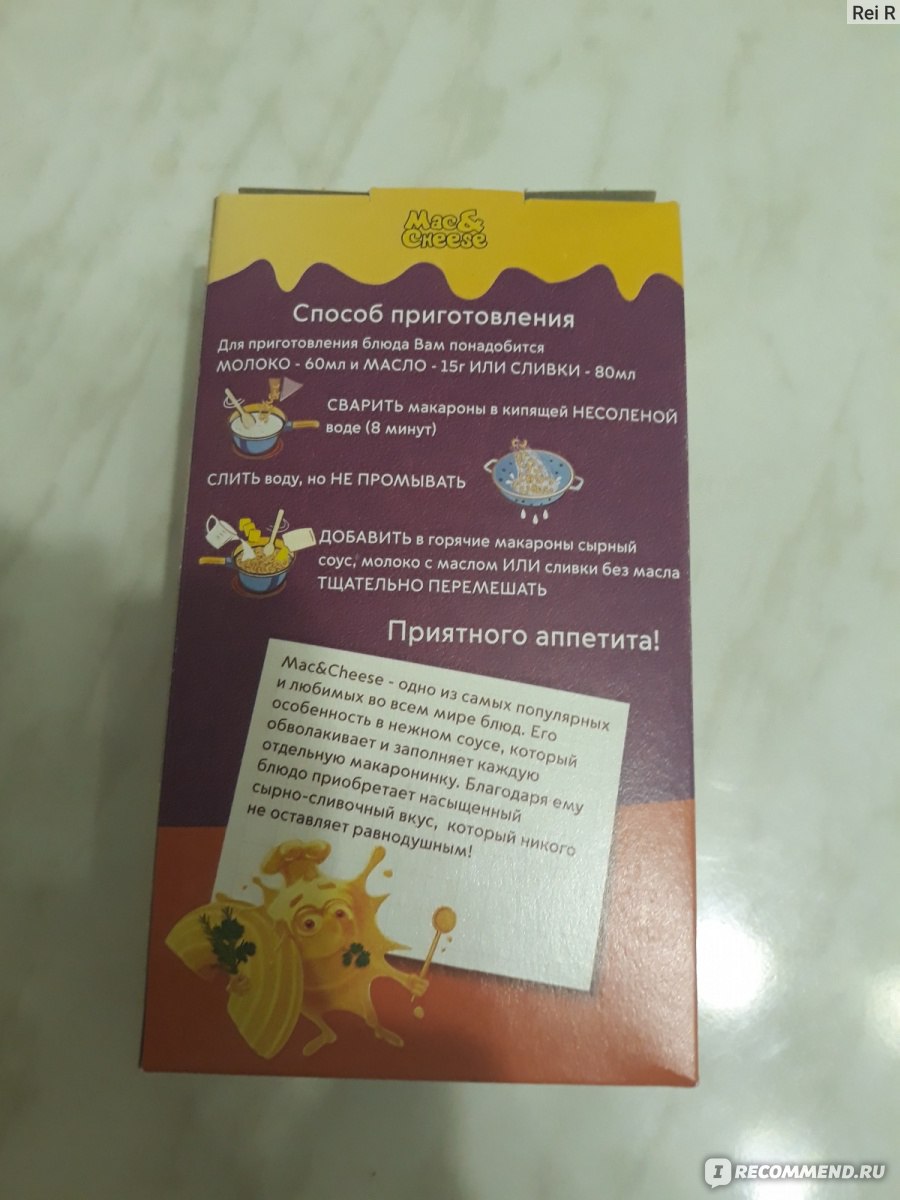 Rei R
Mac&
Cheese
Способ приготовления
Для приготовления блюда Вам понадобится
МОЛОКО - 60мл и МАСЛО - 15г ИЛИ СЛИВКИ - 80мл
СВАРИТЬ макароны в кипящей НЕСОЛЕНОЙ
воде (8 минут)
СЛИТЬ воду, но НЕ ПРОМЫВАТЬ
ДОБАВИТЬ в горячие макароны сырный
соус, молоко с маслом ИЛИ сливки без масла
ТЩАТЕЛЬНО ПЕРЕМЕШАТЬ
Приятного аппетита!
Mac&Cheese - одно из самых популярных
и любимых во всем мире блюд. Его
особенность в нежном соусе, который
обволакивает и заполняет каждую
отдельную макаронинку. Благодаря ему
блюдо приобретает насыщенный
сырно-сливочный вкус, который никого
не оставляет равнодушным!
IRECOMMEND.RU